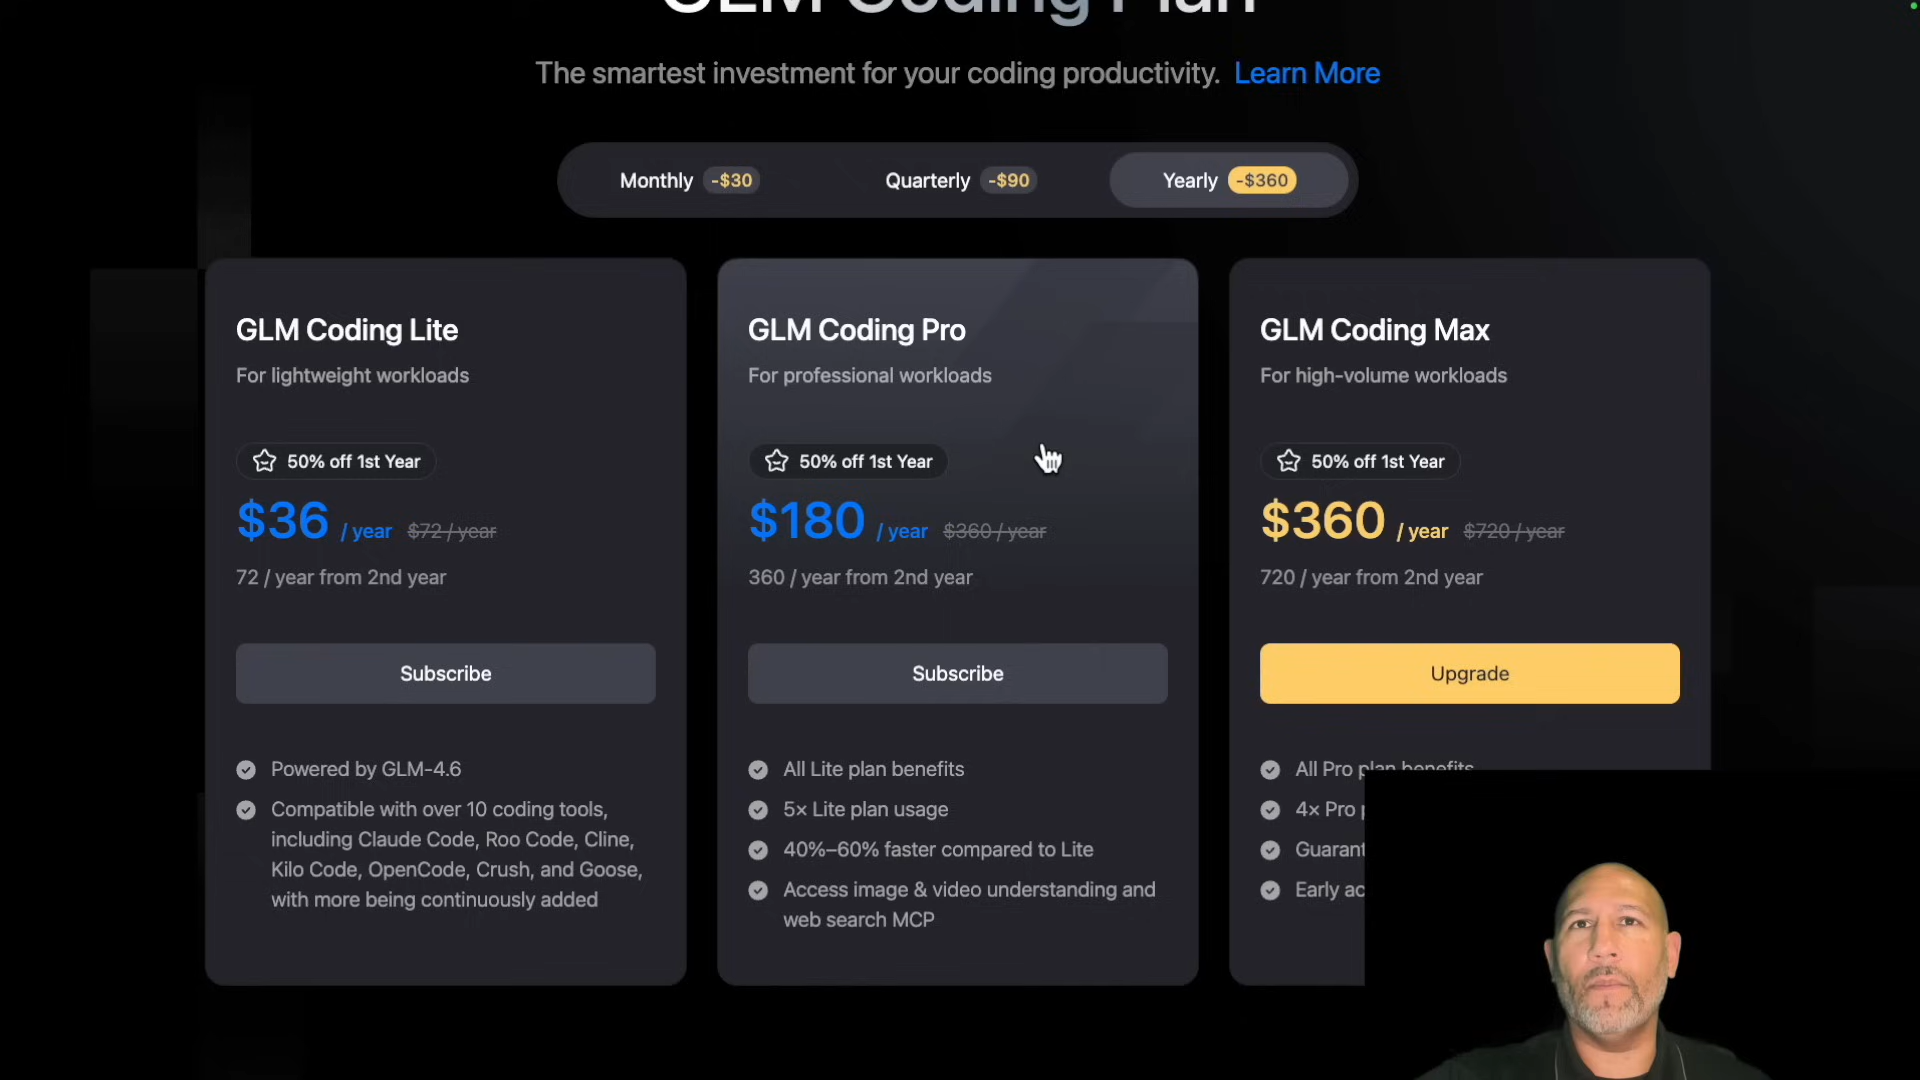 GLM Coding Plan
The smartest investment for your coding productivity. Learn More
Monthly -$30 Quarterly -$90 Yearly -$360
GLM Coding Lite
For lightweight workloads
50% off 1st Year
$36 / year $72 / year
72 / year from 2nd year
Subscribe
Powered by GLM-4.6
Compatible with over 10 coding tools,
including Claude Code, Roo Code, Cline,
Kilo Code, OpenCode, Crush, and Goose,
with more being continuously added
GLM Coding Pro
For professional workloads
50% off 1st Year
$180 / year $360 / year
360 / year from 2nd year
Subscribe
All Lite plan benefits
5× Lite plan usage
40%–60% faster compared to Lite
Access image & video understanding and
web search MCP
GLM Coding Max
For high-volume workloads
50% off 1st Year
$360 / year $720 / year
720 / year from 2nd year
Upgrade
All Pro plan benefits
4× Pro